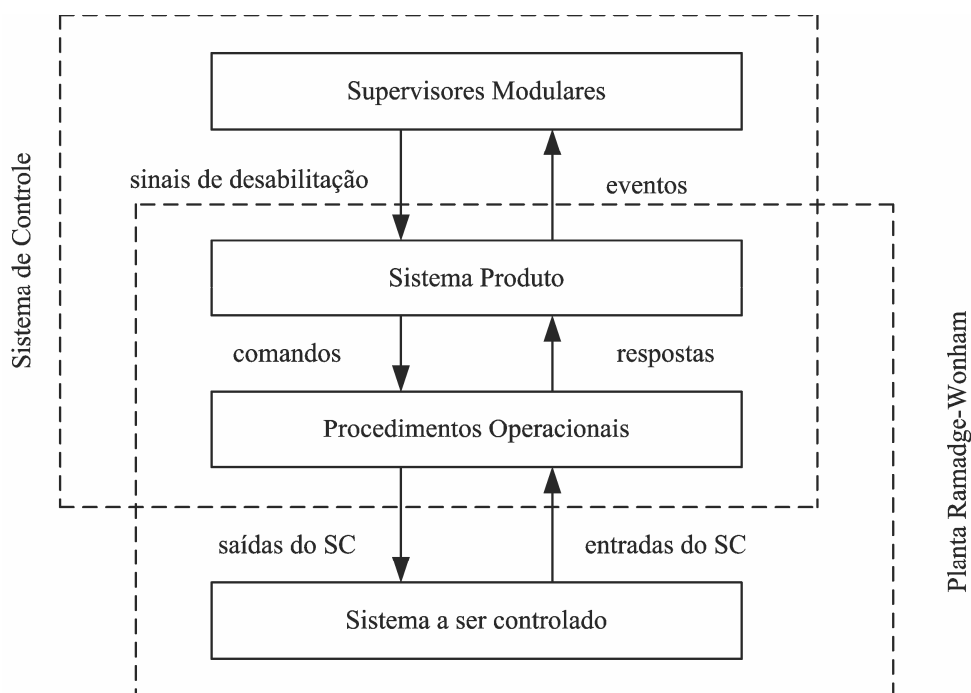 Supervisores Modulares
sinais de desabilitação
eventos
Sistema de Controle
Sistema Produto
comandos
respostas
Procedimentos Operacionais
Planta Ramadge-Wonham
saídas do SC
entradas do SC
Sistema a ser controlado